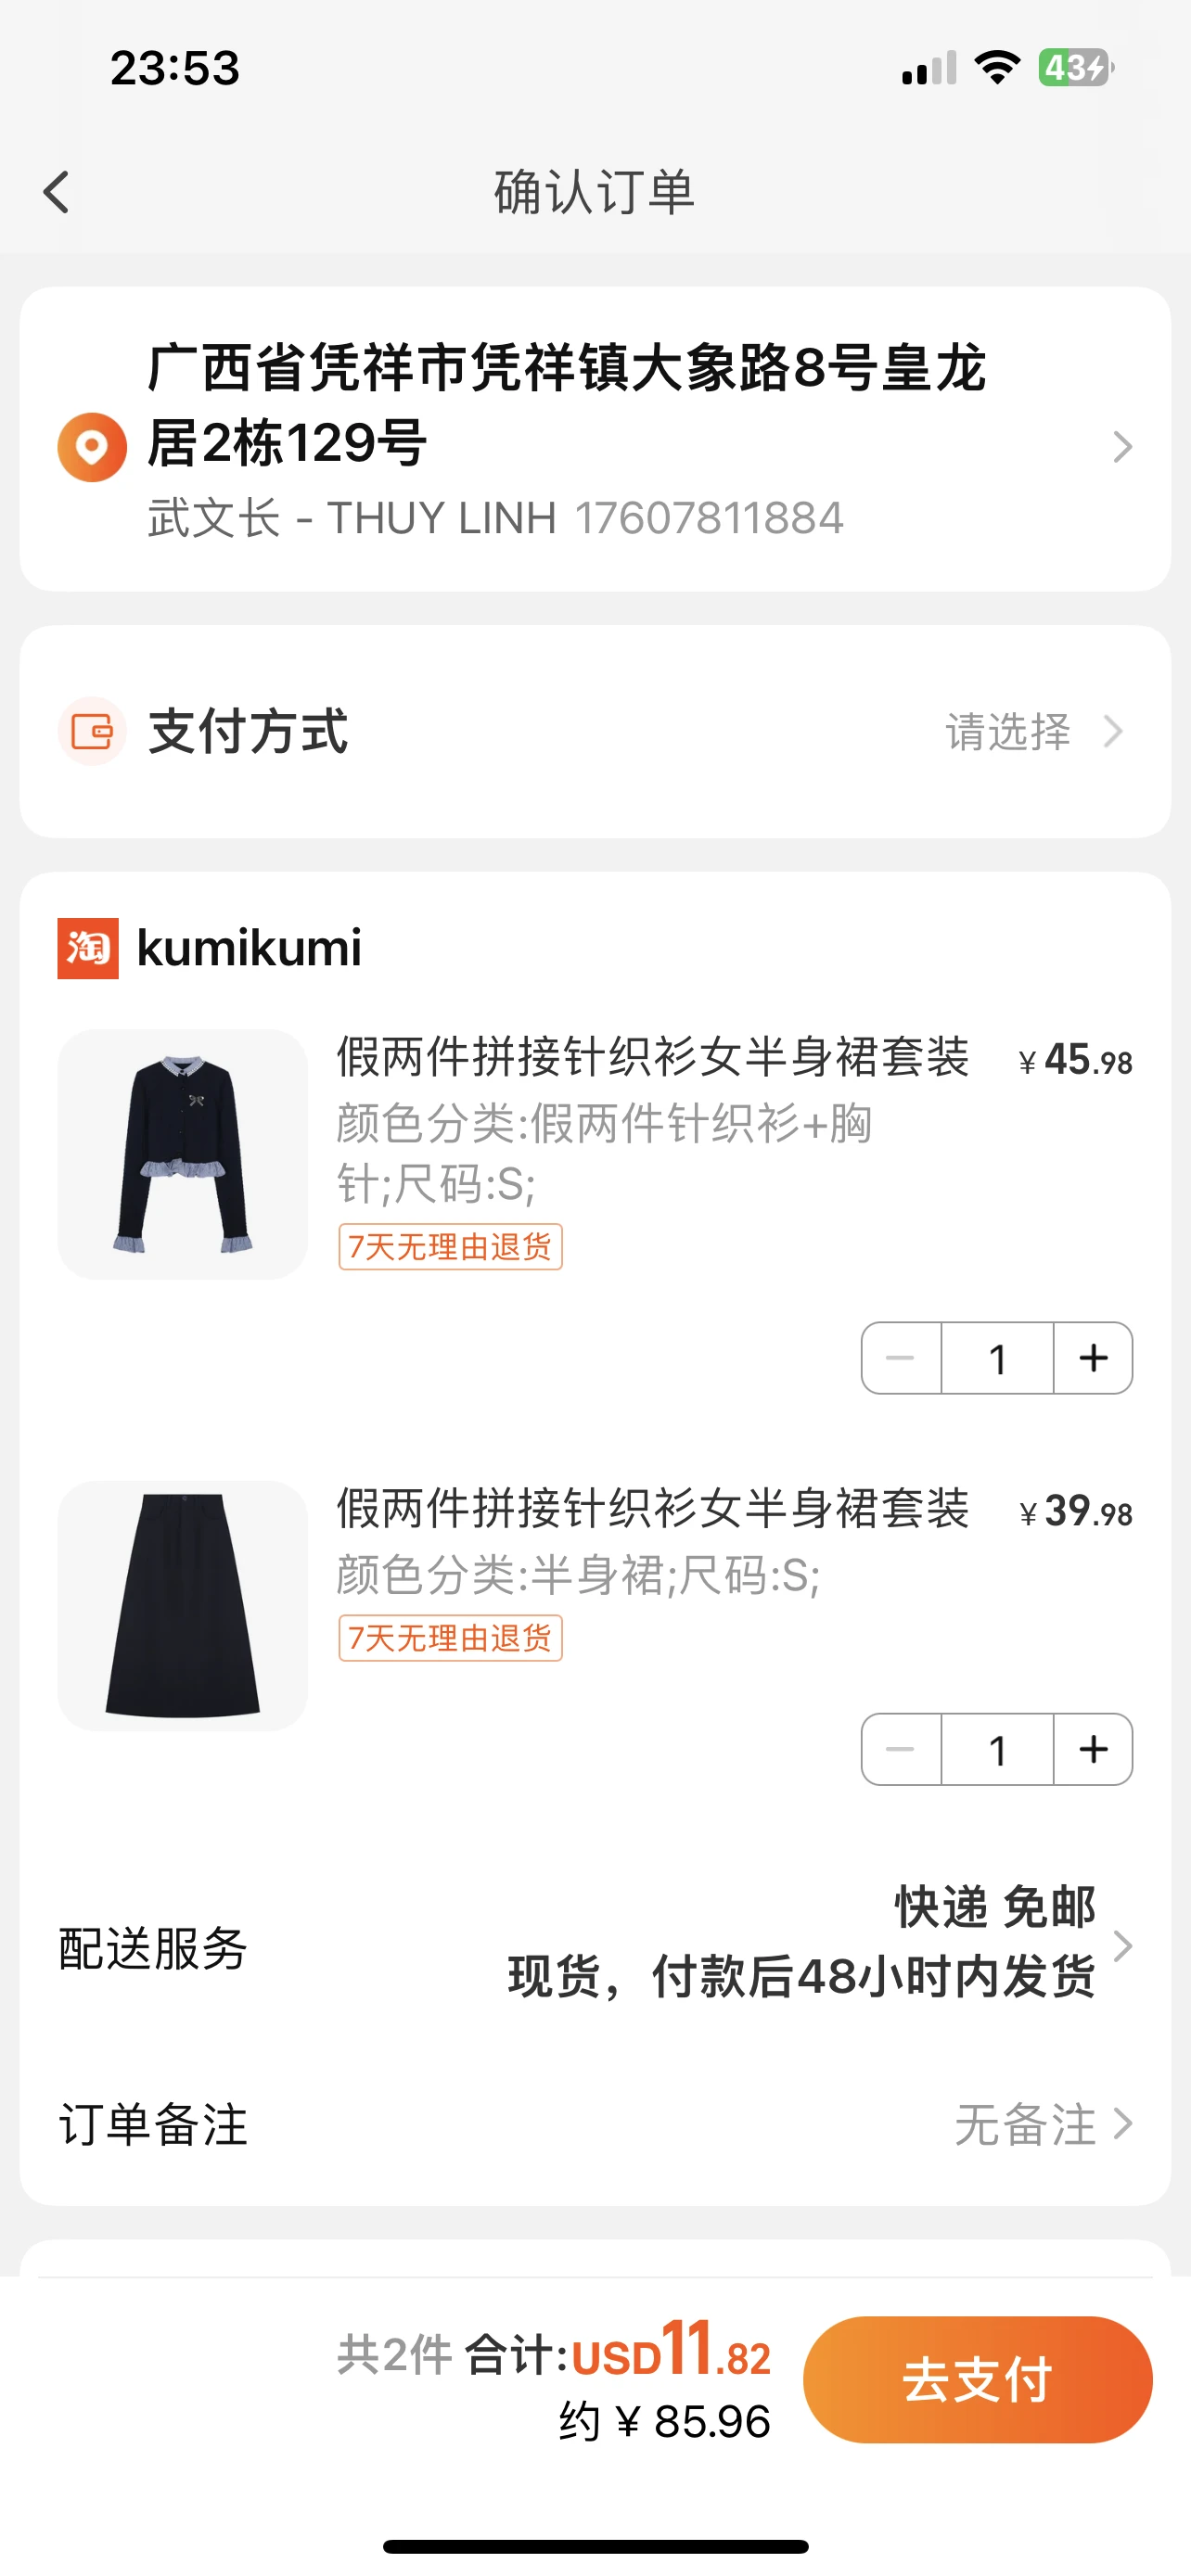 23:53
43
确认订单
广西省凭祥市凭祥镇大象路8号皇龙
居2栋129号
武文长 - THUY LINH 17607811884
支付方式 请选择
淘 kumikumi
假两件拼接针织衫女半身裙套装 ¥45.98
颜色分类:假两件针织衫+胸
针;尺码:S;
7天无理由退货
1
假两件拼接针织衫女半身裙套装 ¥39.98
颜色分类:半身裙;尺码:S;
7天无理由退货
1
快递 免邮
配送服务
现货，付款后48小时内发货
订单备注 无备注
共2件 合计:USD11.82
约¥85.96
去支付